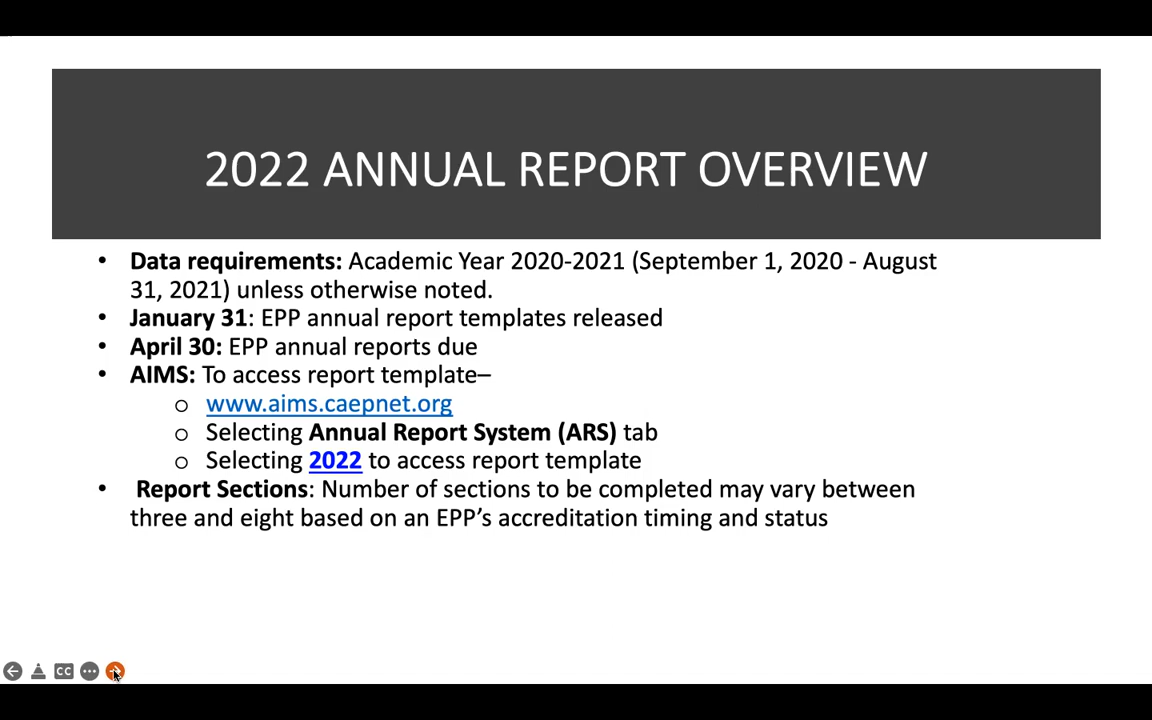 2022 ANNUAL REPORT OVERVIEW
• Data requirements: Academic Year 2020-2021 (September 1, 2020 - August
31, 2021) unless otherwise noted.
• January 31: EPP annual report templates released
• April 30: EPP annual reports due
• AIMS: To access report template–
o www.aims.caepnet.org
o Selecting Annual Report System (ARS) tab
o Selecting 2022 to access report template
• Report Sections: Number of sections to be completed may vary between
three and eight based on an EPP’s accreditation timing and status
CC